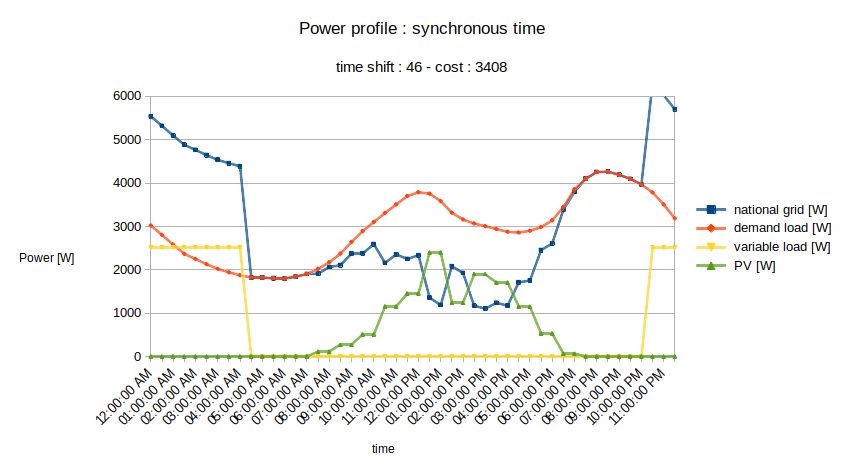 Power profile : synchronous time
time shift : 46 - cost : 3408
6000
5000
4000
3000
2000
1000
0
Power [W]
national grid [W]
demand load [W]
variable load [W]
PV [W]
12:00:00 AM
01:00:00 AM
02:00:00 AM
03:00:00 AM
04:00:00 AM
05:00:00 AM
06:00:00 AM
07:00:00 AM
08:00:00 AM
09:00:00 AM
10:00:00 AM
11:00:00 AM
12:00:00 PM
01:00:00 PM
02:00:00 PM
03:00:00 PM
04:00:00 PM
05:00:00 PM
06:00:00 PM
07:00:00 PM
08:00:00 PM
09:00:00 PM
10:00:00 PM
11:00:00 PM
time